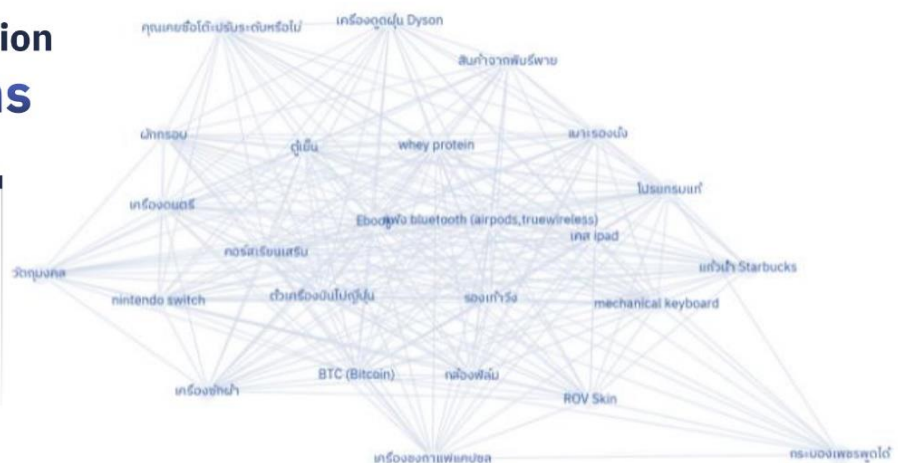 ion
ns
คุณเคยซื้อโต๊ะปรับระดับหรือไม่
เครื่องดูดฝุ่น Dyson
สินค้าจากพิมรี่พาย
ผักกรอบ
ตู้เย็น
whey protein
เบาะรองนั่ง
โปรแกรมแท้
เครื่องดนตรี
Ebook
หูฟัง bluetooth (airpods,truewireless)
เคส ipad
คอร์สเรียนเสริม
แก้วน้ำ Starbucks
วัตถุมงคล
nintendo switch
ตั๋วเครื่องบินไปญี่ปุ่น
รองเท้าวิ่ง
mechanical keyboard
BTC (Bitcoin)
กล้องฟิล์ม
เครื่องซักผ้า
ROV Skin
เครื่องชงกาแฟแคปซูล
กระบองเพชรพูดได้